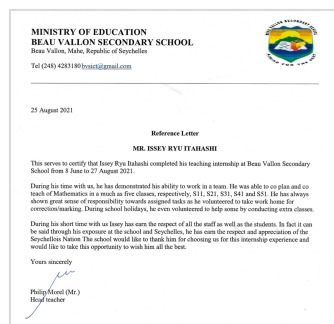 MINISTRY OF EDUCATION
BEAU VALLON SECONDARY SCHOOL
Beau Vallon, Mahe, Republic of Seychelles
Tel (248) 4283180/bvsict@gmail.com
25 August 2021
Reference Letter
MR. ISSEY RYU ITAHASHI
This serves to certify that Issey Ryu Itahashi completed his teaching internship at Beau Vallon Secondary
School from 8 June to 27 August 2021.
During his time with us, he has demonstrated his ability to work in a team. He was able to co plan and co
teach of Mathematics in a much as five classes, respectively, S11, S21, S31, S41 and S51. He has always
shown great sense of responsibility towards assigned tasks as he volunteered to take work home for
correction/marking. During school holidays, he even volunteered to help some by conducting extra classes.
During his short time with us Issey has earn the respect of all the staff as well as the students. In fact it can
be said through his exposure at the school and Seychelles, he has earn the respect and appreciation of the
Seychellois Nation The school would like to thank him for choosing us for this internship experience and
would like to take this opportunity to wish him all the best.
Yours sincerely
Philip Morel (Mr.)
Head teacher